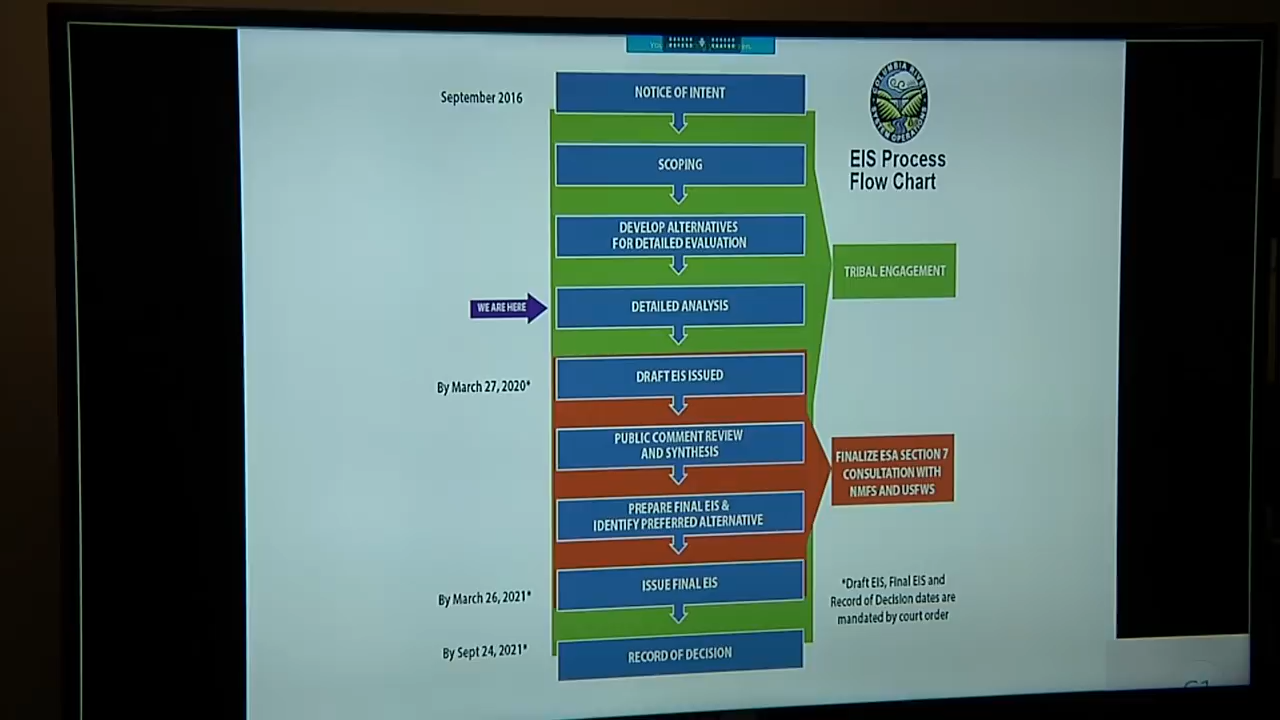 September 2016
NOTICE OF INTENT
COLUMBIA RIVER
SYSTEM OPERATIONS
EIS Process
Flow Chart
SCOPING
DEVELOP ALTERNATIVES
FOR DETAILED EVALUATION
TRIBAL ENGAGEMENT
WE ARE HERE
DETAILED ANALYSIS
By March 27, 2020*
DRAFT EIS ISSUED
PUBLIC COMMENT REVIEW
AND SYNTHESIS
FINALIZE ESA SECTION 7
CONSULTATION WITH
NMFS AND USFWS
PREPARE FINAL EIS &
IDENTIFY PREFERRED ALTERNATIVE
By March 26, 2021*
ISSUE FINAL EIS
*Draft EIS, Final EIS and
Record of Decision dates are
mandated by court order
By Sept 24, 2021*
RECORD OF DECISION